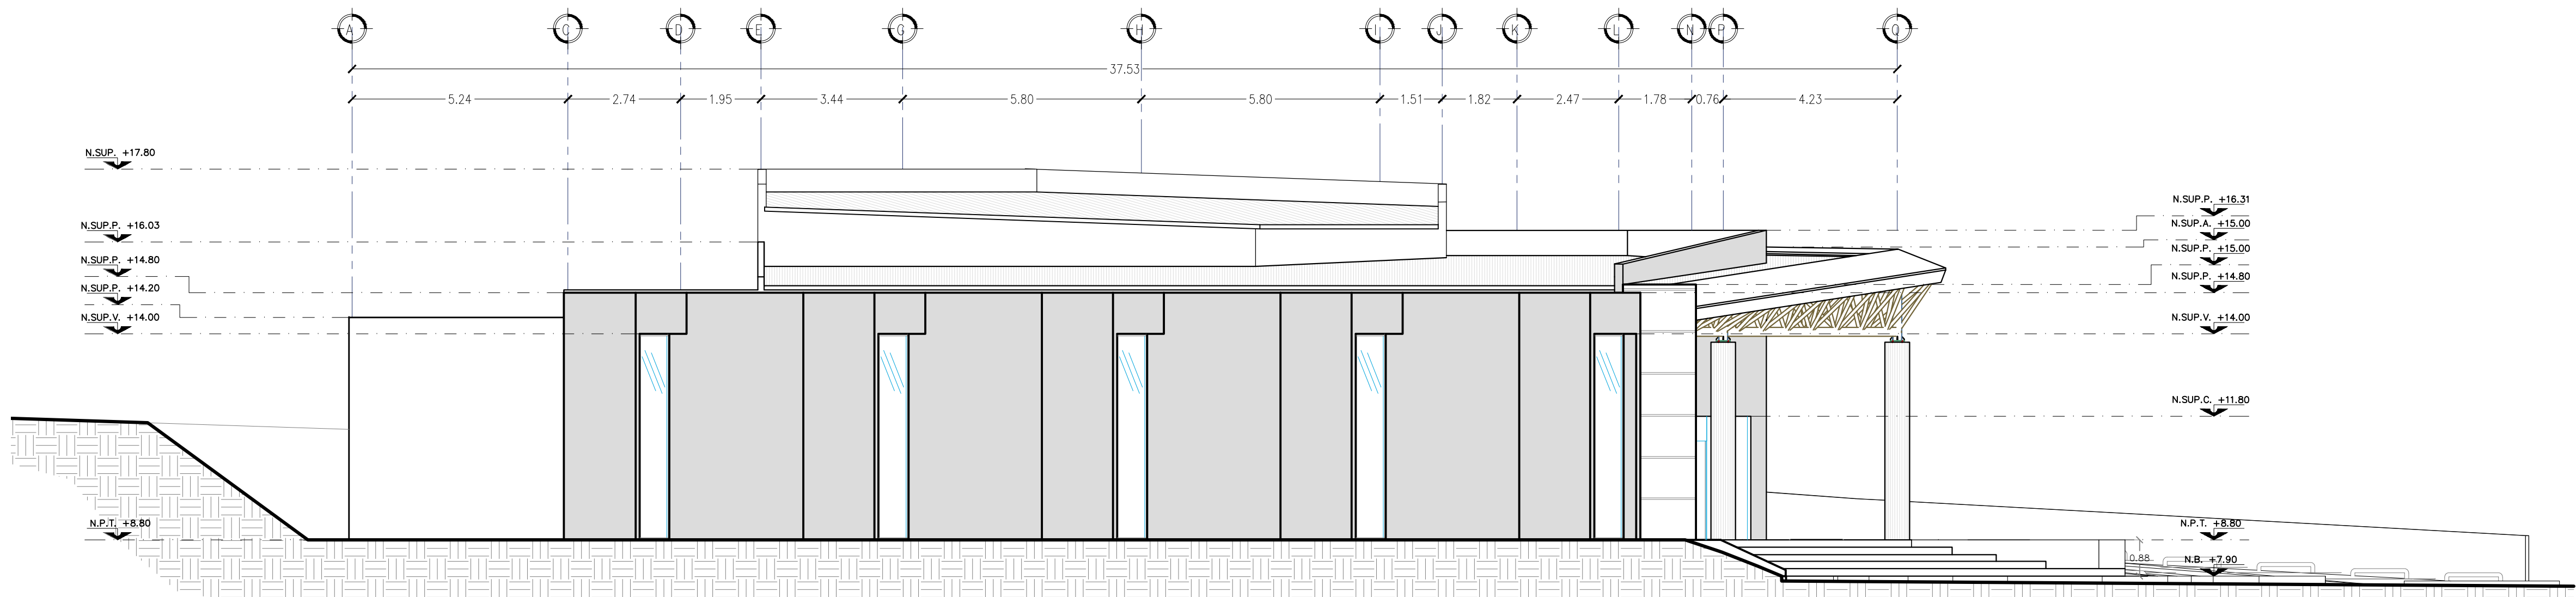 A C D E G H I J K L N P Q
37.53
5.24 2.74 1.95 3.44 5.80 5.80 1.51 1.82 2.47 1.78 0.76 4.23
N.SUP. +17.80
N.SUP.P. +16.03
N.SUP.P. +14.80
N.SUP.P. +14.20
N.SUP.V. +14.00
N.P.T. +8.80
N.SUP.P. +16.31
N.SUP.A. +15.00
N.SUP.P. +15.00
N.SUP.P. +14.80
N.SUP.V. +14.00
N.SUP.C. +11.80
N.P.T. +8.80
0.88
N.B. +7.90